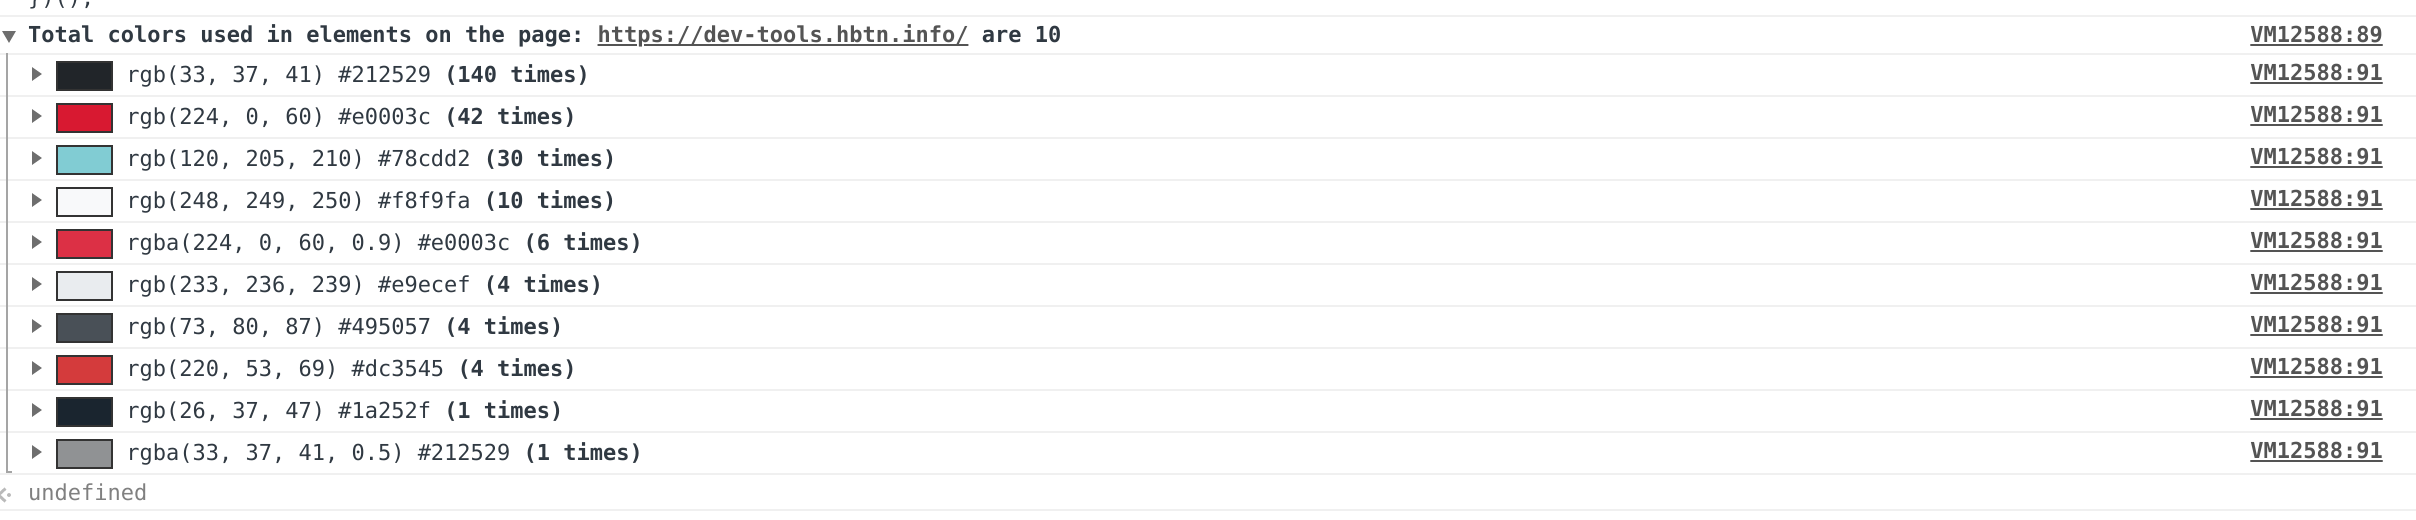 })();
Total colors used in elements on the page: https://dev-tools.hbtn.info/ are 10 VM12588:89
rgb(33, 37, 41) #212529 (140 times) VM12588:91
rgb(224, 0, 60) #e0003c (42 times) VM12588:91
rgb(120, 205, 210) #78cdd2 (30 times) VM12588:91
rgb(248, 249, 250) #f8f9fa (10 times) VM12588:91
rgba(224, 0, 60, 0.9) #e0003c (6 times) VM12588:91
rgb(233, 236, 239) #e9ecef (4 times) VM12588:91
rgb(73, 80, 87) #495057 (4 times) VM12588:91
rgb(220, 53, 69) #dc3545 (4 times) VM12588:91
rgb(26, 37, 47) #1a252f (1 times) VM12588:91
rgba(33, 37, 41, 0.5) #212529 (1 times) VM12588:91
undefined